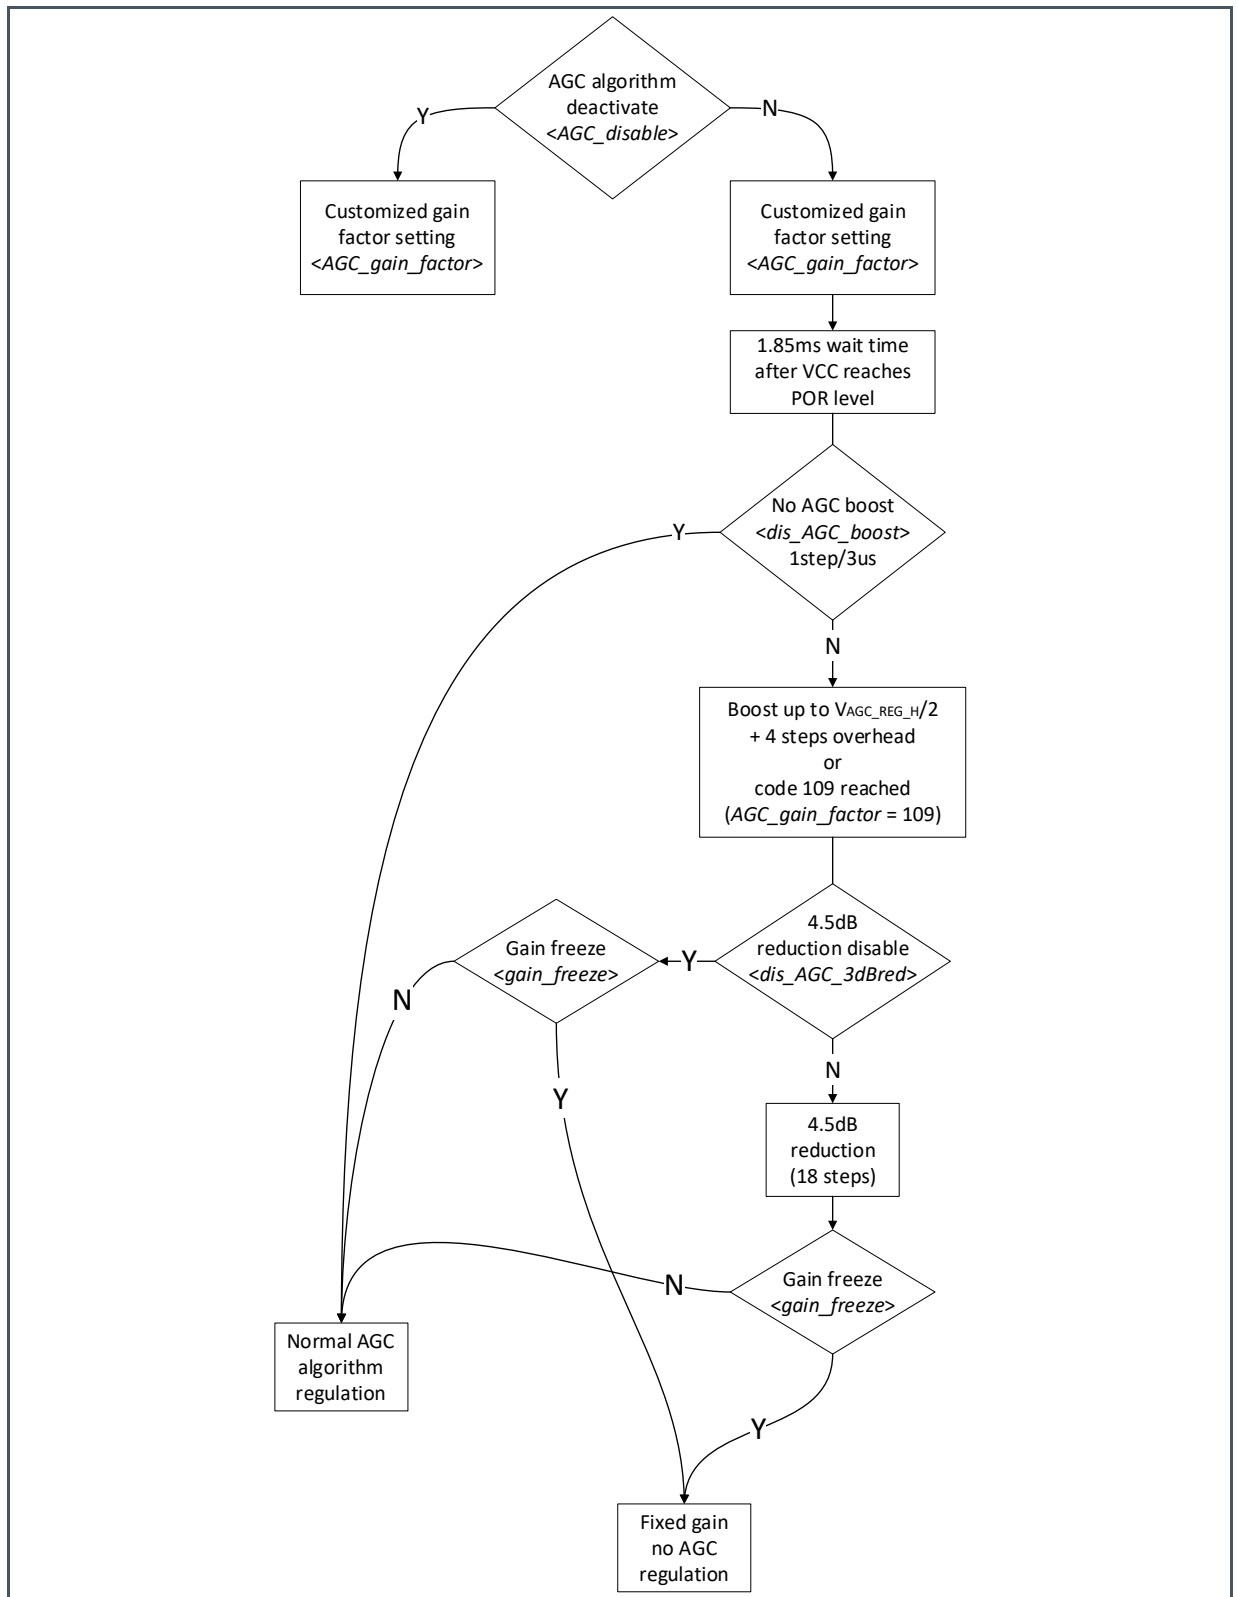 AGC algorithm
deactivate
<AGC_disable>
Y
N
Customized gain
factor setting
<AGC_gain_factor>
Customized gain
factor setting
<AGC_gain_factor>
1.85ms wait time
after VCC reaches
POR level
No AGC boost
<dis_AGC_boost>
1step/3us
Y
N
Boost up to VAGC_REG_H/2
+ 4 steps overhead
or
code 109 reached
(AGC_gain_factor = 109)
4.5dB
reduction disable
<dis_AGC_3dBred>
Y
Gain freeze
<gain_freeze>
N
Y
N
4.5dB
reduction
(18 steps)
Gain freeze
<gain_freeze>
N
Y
Normal AGC
algorithm
regulation
Fixed gain
no AGC
regulation